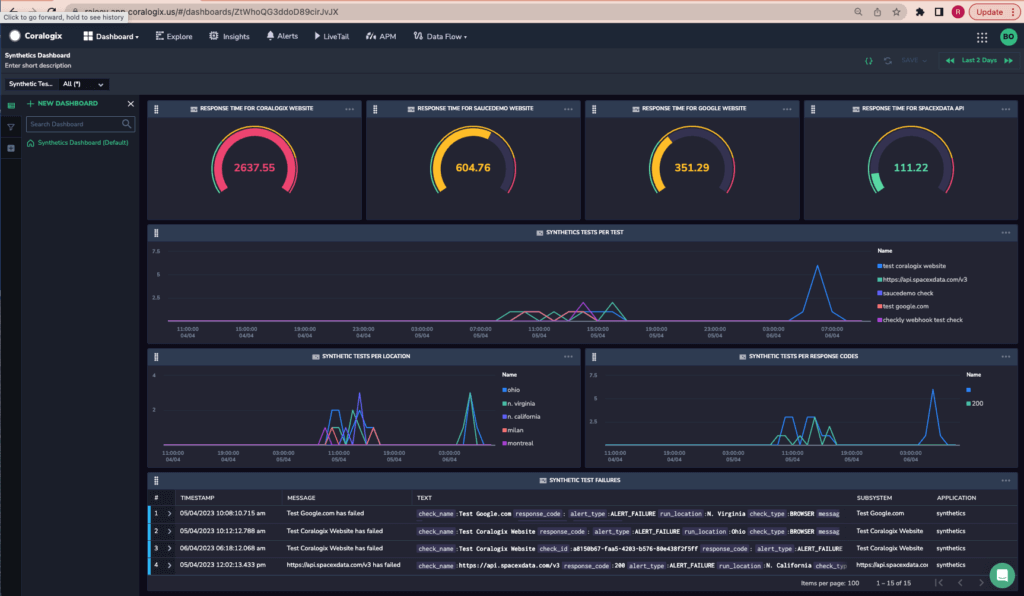 Click to go forward, hold to see history
app.coralogix.us/#/dashboards/ZtWhoQG3ddoD89cirJvJX
R
Update
Coralogix
Dashboard
Explore
Insights
Alerts
LiveTail
APM
Data Flow
BO
Synthetics Dashboard
Enter short description
{}
SAVE
Last 2 Days
Synthetic Tes...
All (*)
+ NEW DASHBOARD
Search Dashboard
Synthetics Dashboard (Default)
RESPONSE TIME FOR CORALOGIX WEBSITE
2637.55
RESPONSE TIME FOR SAUCEDEMO WEBSITE
604.76
RESPONSE TIME FOR GOOGLE WEBSITE
351.29
RESPONSE TIME FOR SPACEXDATA API
111.22
SYNTHETICS TESTS PER TEST
7.5
5
2.5
11:00:00 15:00:00 19:00:00 23:00:00 03:00:00 07:00:00 11:00:00 15:00:00 19:00:00 23:00:00 03:00:00 07:00:00
04/04 04/04 04/04 04/04 05/04 05/04 05/04 05/04 05/04 05/04 06/04 06/04
Name
test coralogix website
https://api.spacexdata.com/v3
saucedemo check
test google.com
checkly webhook test check
SYNTHETIC TESTS PER LOCATION
4
2
11:00:00 19:00:00 03:00:00 11:00:00 19:00:00 03:00:00
04/04 04/04 05/04 05/04 05/04 06/04
Name
ohio
n. virginia
n. california
milan
montreal
SYNTHETIC TESTS PER RESPONSE CODES
7.5
5
2.5
11:00:00 19:00:00 03:00:00 11:00:00 19:00:00 03:00:00
04/04 04/04 05/04 05/04 05/04 06/04
Name
200
SYNTHETIC TEST FAILURES
# TIMESTAMP MESSAGE TEXT SUBSYSTEM APPLICATION
1 05/04/2023 10:08:10.715 am Test Google.com has failed check_name :Test Google.com response_code : alert_type :ALERT_FAILURE run_location :N. Virginia check_type :BROWSER messag Test Google.com synthetics
2 05/04/2023 10:12:12.788 am Test Coralogix Website has failed check_name :Test Coralogix Website response_code : alert_type :ALERT_FAILURE run_location :Ohio check_type :BROWSER messag Test Coralogix Website synthetics
3 06/04/2023 06:18:12.068 am Test Coralogix Website has failed check_name :Test Coralogix Website check_id :a8150b67-faa5-4203-b576-80e438f2f5ff response_code : alert_type :ALERT_FAILURE Test Coralogix Website synthetics
4 05/04/2023 12:02:13.433 pm https://api.spacexdata.com/v3 has failed check_name :https://api.spacexdata.com/v3 response_code :200 alert_type :ALERT_FAILURE run_location :N. California check_ty https://api.spacexdata.co synthetics
Items per page: 100 1 – 15 of 15